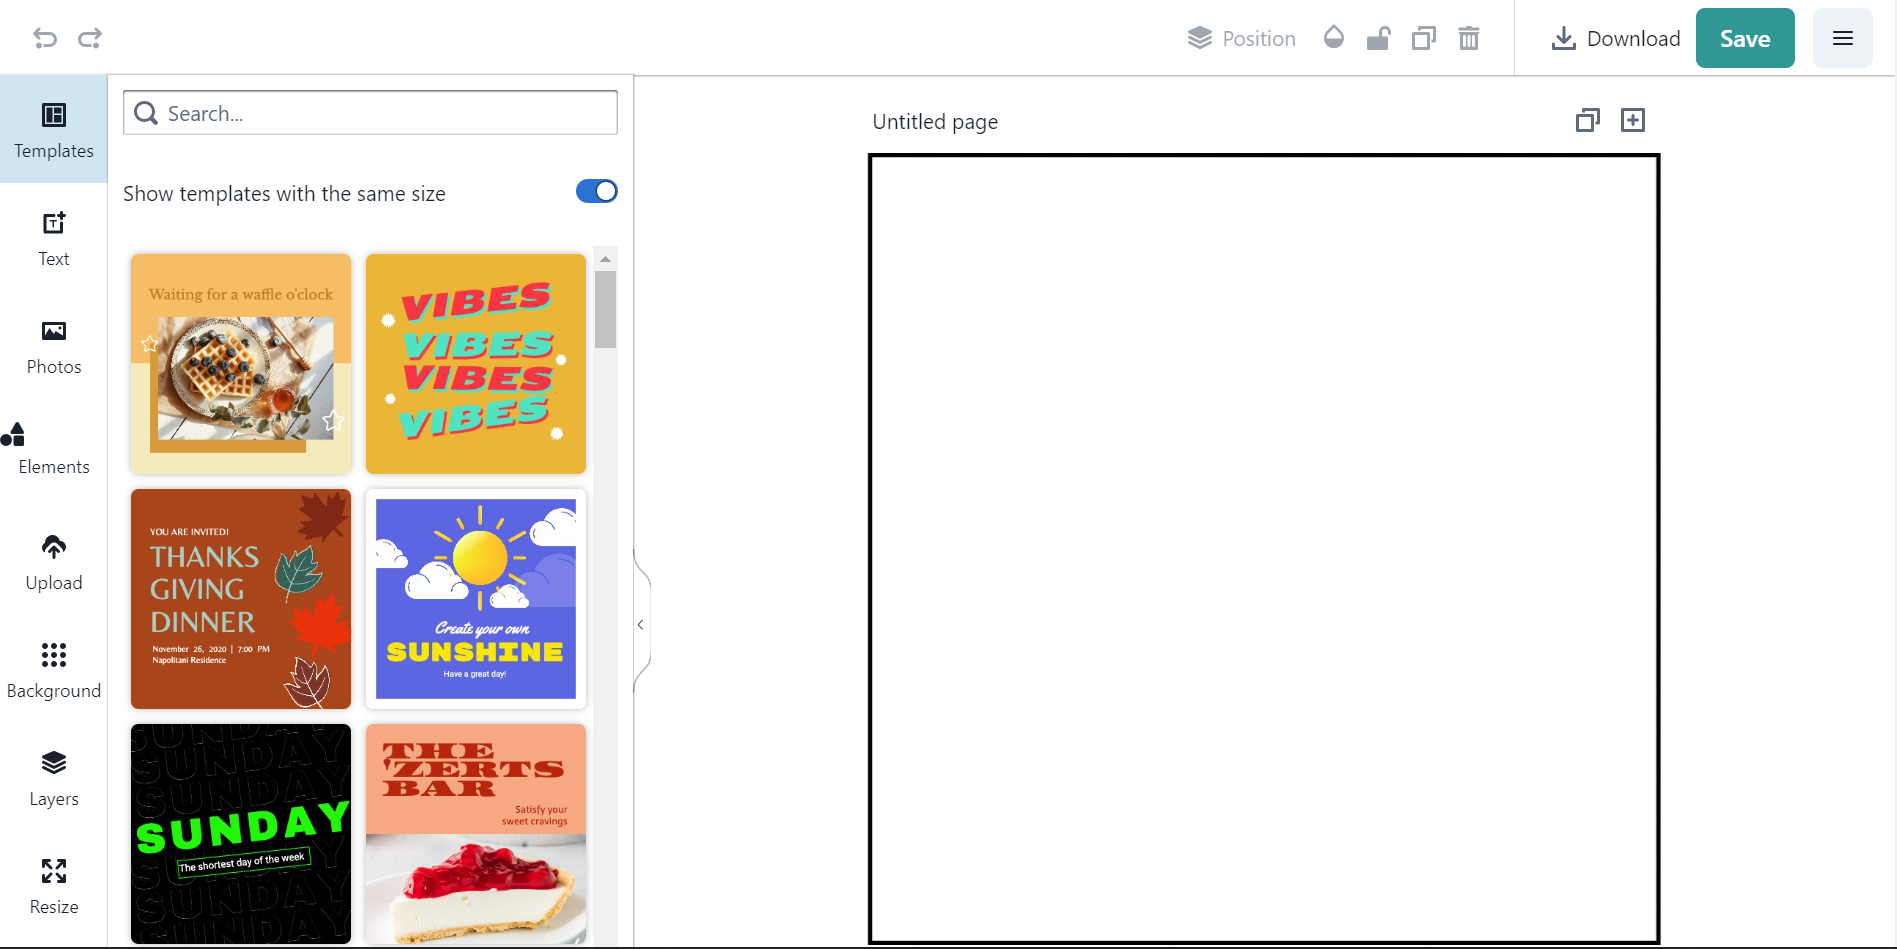 Position
Download
Save
Templates
Text
Photos
Elements
Upload
Background
Layers
Resize
Search...
Show templates with the same size
Waiting for a waffle o'clock
VIBES
VIBES
VIBES
VIBES
YOU ARE INVITED!
THANKS
GIVING
DINNER
November 26, 2020 | 7:00 PM
Napolitani Residence
Create your own
SUNSHINE
Have a great day!
SUNDAY
SUNDAY
SUNDAY
SUNDAY
The shortest day of the week
SUNDAY
SUNDAY
THE
'ZERTS
BAR
Satisfy your
sweet cravings
Untitled page